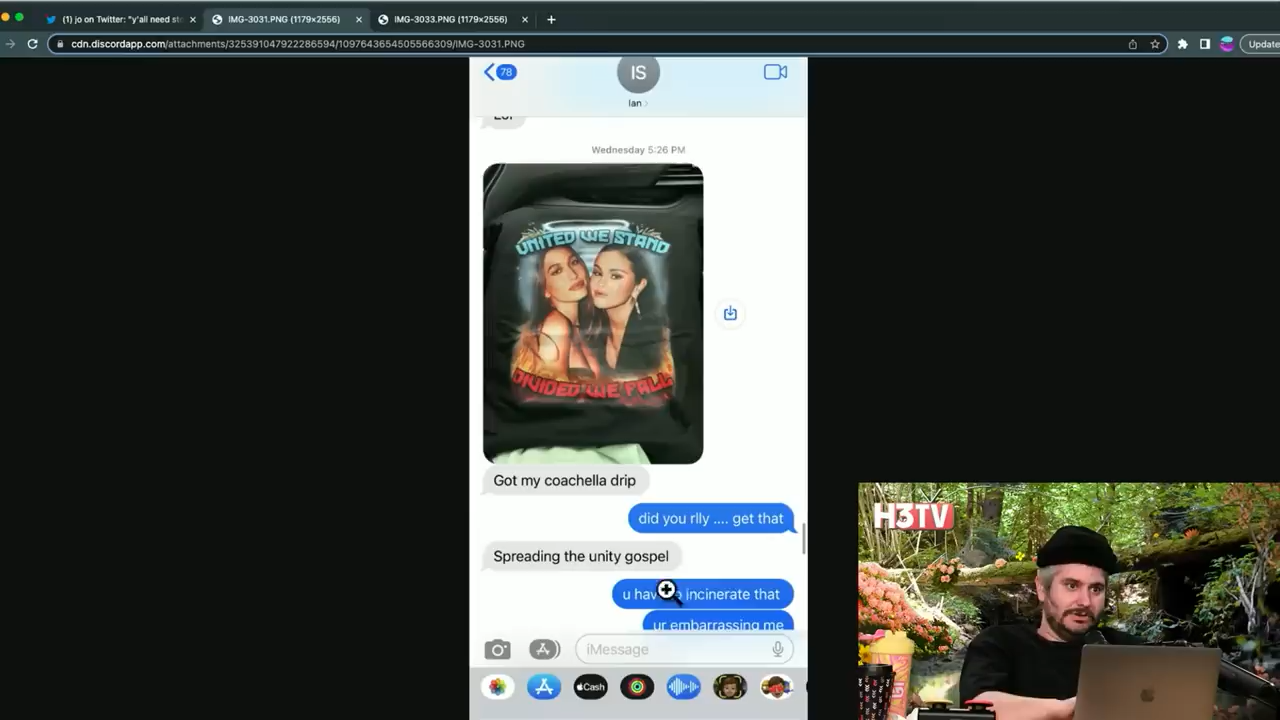 (1) jo on Twitter: "y'all need st
IMG-3031.PNG (1179×2556)
IMG-3033.PNG (1179×2556)
cdn.discordapp.com/attachments/325391047922286594/1097643654505566309/IMG-3031.PNG
Update
78
IS
Ian
Wednesday 5:26 PM
UNITED WE STAND
DIVIDED WE FALL
Got my coachella drip
did you rlly .... get that
Spreading the unity gospel
u hav o incinerate that
ur embarrassing me
iMessage
Cash
H3TV